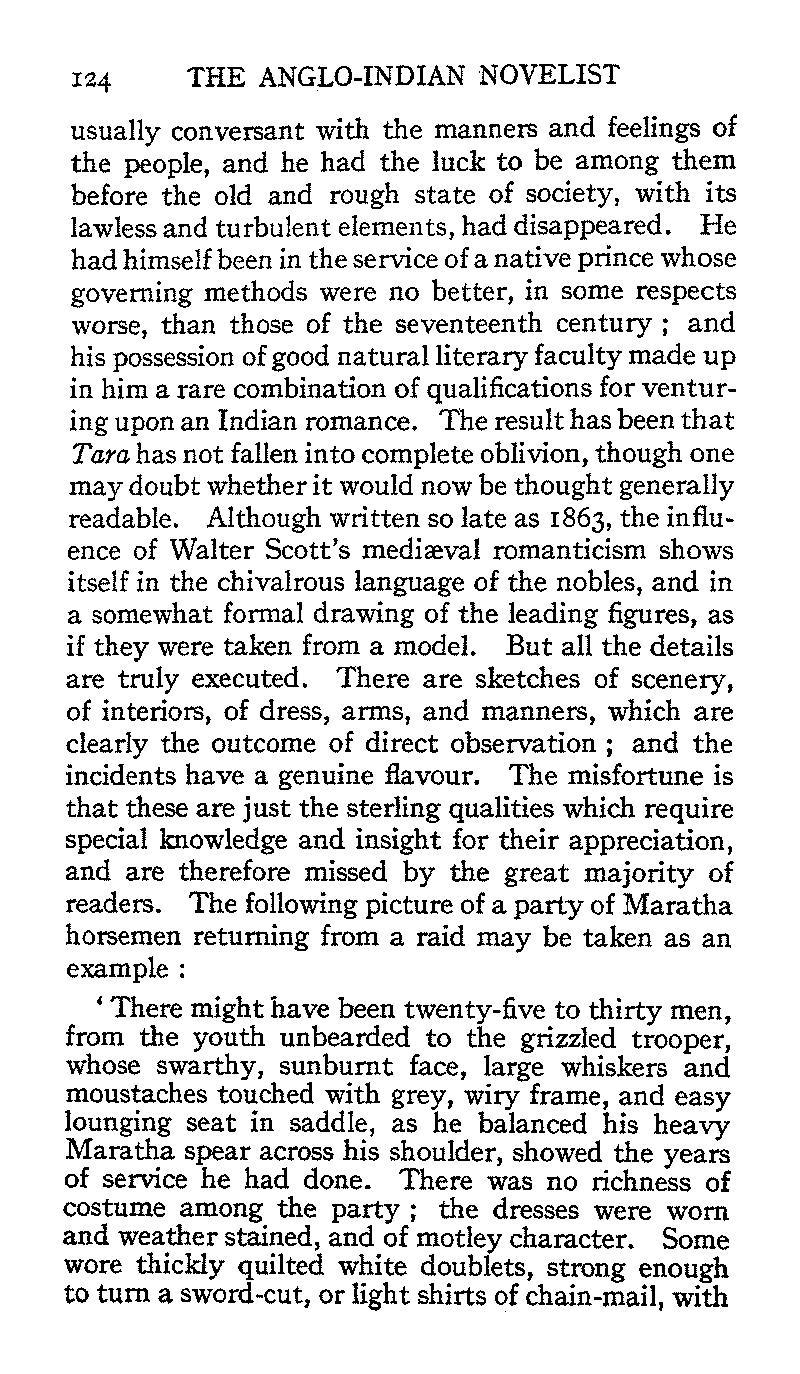 124 THE ANGLO-INDIAN NOVELIST
usually conversant with the manners and feelings of
the people, and he had the luck to be among them
before the old and rough state of society, with its
lawless and turbulent elements, had disappeared. He
had himself been in the service of a native prince whose
governing methods were no better, in some respects
worse, than those of the seventeenth century ; and
his possession of good natural literary faculty made up
in him a rare combination of qualifications for ventur-
ing upon an Indian romance. The result has been that
Tara has not fallen into complete oblivion, though one
may doubt whether it would now be thought generally
readable. Although written so late as 1863, the influ-
ence of Walter Scott's mediæval romanticism shows
itself in the chivalrous language of the nobles, and in
a somewhat formal drawing of the leading figures, as
if they were taken from a model. But all the details
are truly executed. There are sketches of scenery,
of interiors, of dress, arms, and manners, which are
clearly the outcome of direct observation ; and the
incidents have a genuine flavour. The misfortune is
that these are just the sterling qualities which require
special knowledge and insight for their appreciation,
and are therefore missed by the great majority of
readers. The following picture of a party of Maratha
horsemen returning from a raid may be taken as an
example :
‘ There might have been twenty-five to thirty men,
from the youth unbearded to the grizzled trooper,
whose swarthy, sunburnt face, large whiskers and
moustaches touched with grey, wiry frame, and easy
lounging seat in saddle, as he balanced his heavy
Maratha spear across his shoulder, showed the years
of service he had done. There was no richness of
costume among the party ; the dresses were worn
and weather stained, and of motley character. Some
wore thickly quilted white doublets, strong enough
to turn a sword-cut, or light shirts of chain-mail, with